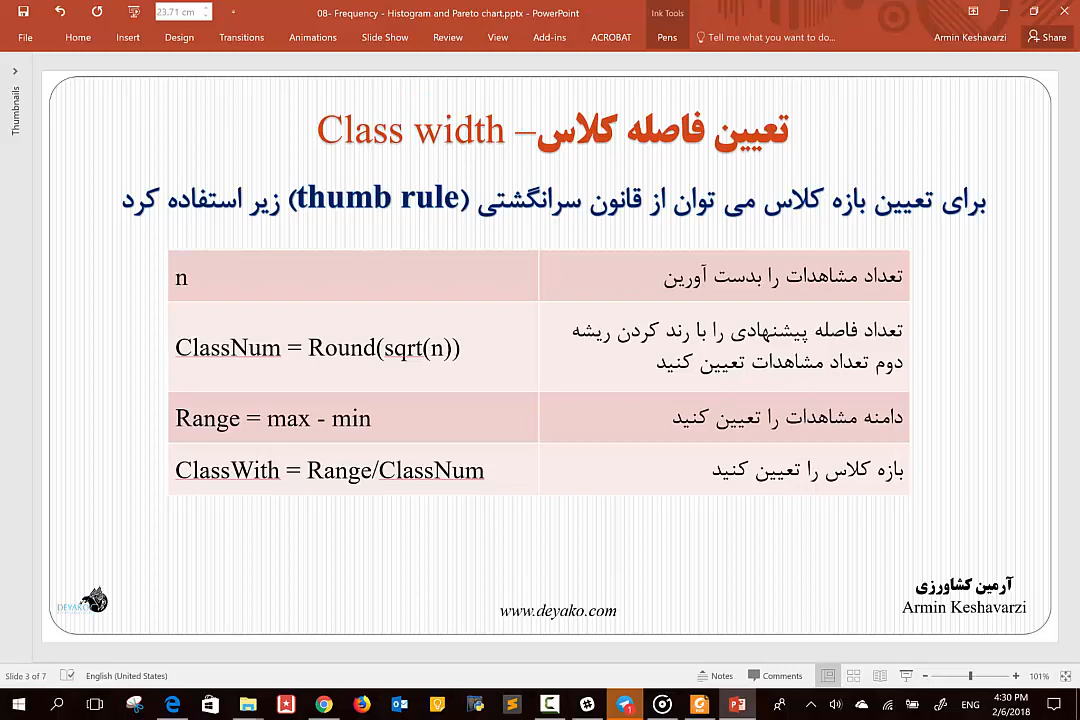 23.71 cm
08- Frequency - Histogram and Pareto chart.pptx - PowerPoint
Ink Tools
File Home Insert Design Transitions Animations Slide Show Review View Add-ins ACROBAT Pens Tell me what you want to do... Armin Keshavarzi Share
Thumbnails
تعیین فاصله کلاس– Class width
برای تعیین بازه کلاس می توان از قانون سرانگشتی (thumb rule) زیر استفاده کرد
تعداد مشاهدات را بدست آورین
n
تعداد فاصله پیشنهادی را با رند کردن ریشه
دوم تعداد مشاهدات تعیین کنید
ClassNum = Round(sqrt(n))
دامنه مشاهدات را تعیین کنید
Range = max - min
بازه کلاس را تعیین کنید
ClassWith = Range/ClassNum
آرمین کشاورزی
Armin Keshavarzi
www.deyako.com
DEYAKO
Slide 3 of 7 English (United States) Notes Comments 101%
ENG
4:30 PM
2/6/2018